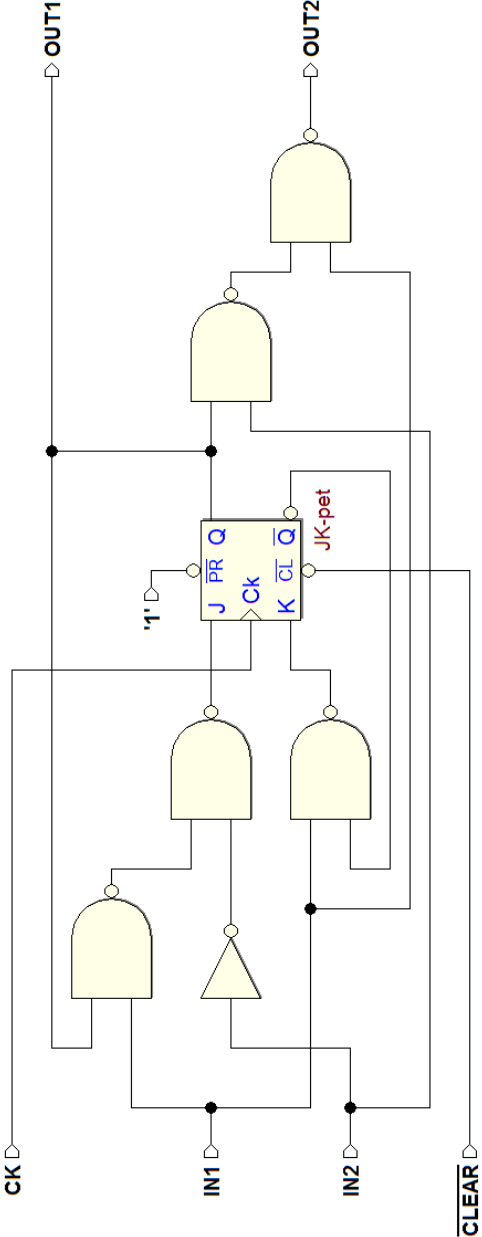 CK
IN1
IN2
CLEAR
'1'
J
PR
Q
Ck
K
CL
Q
JK-pet
OUT1
OUT2